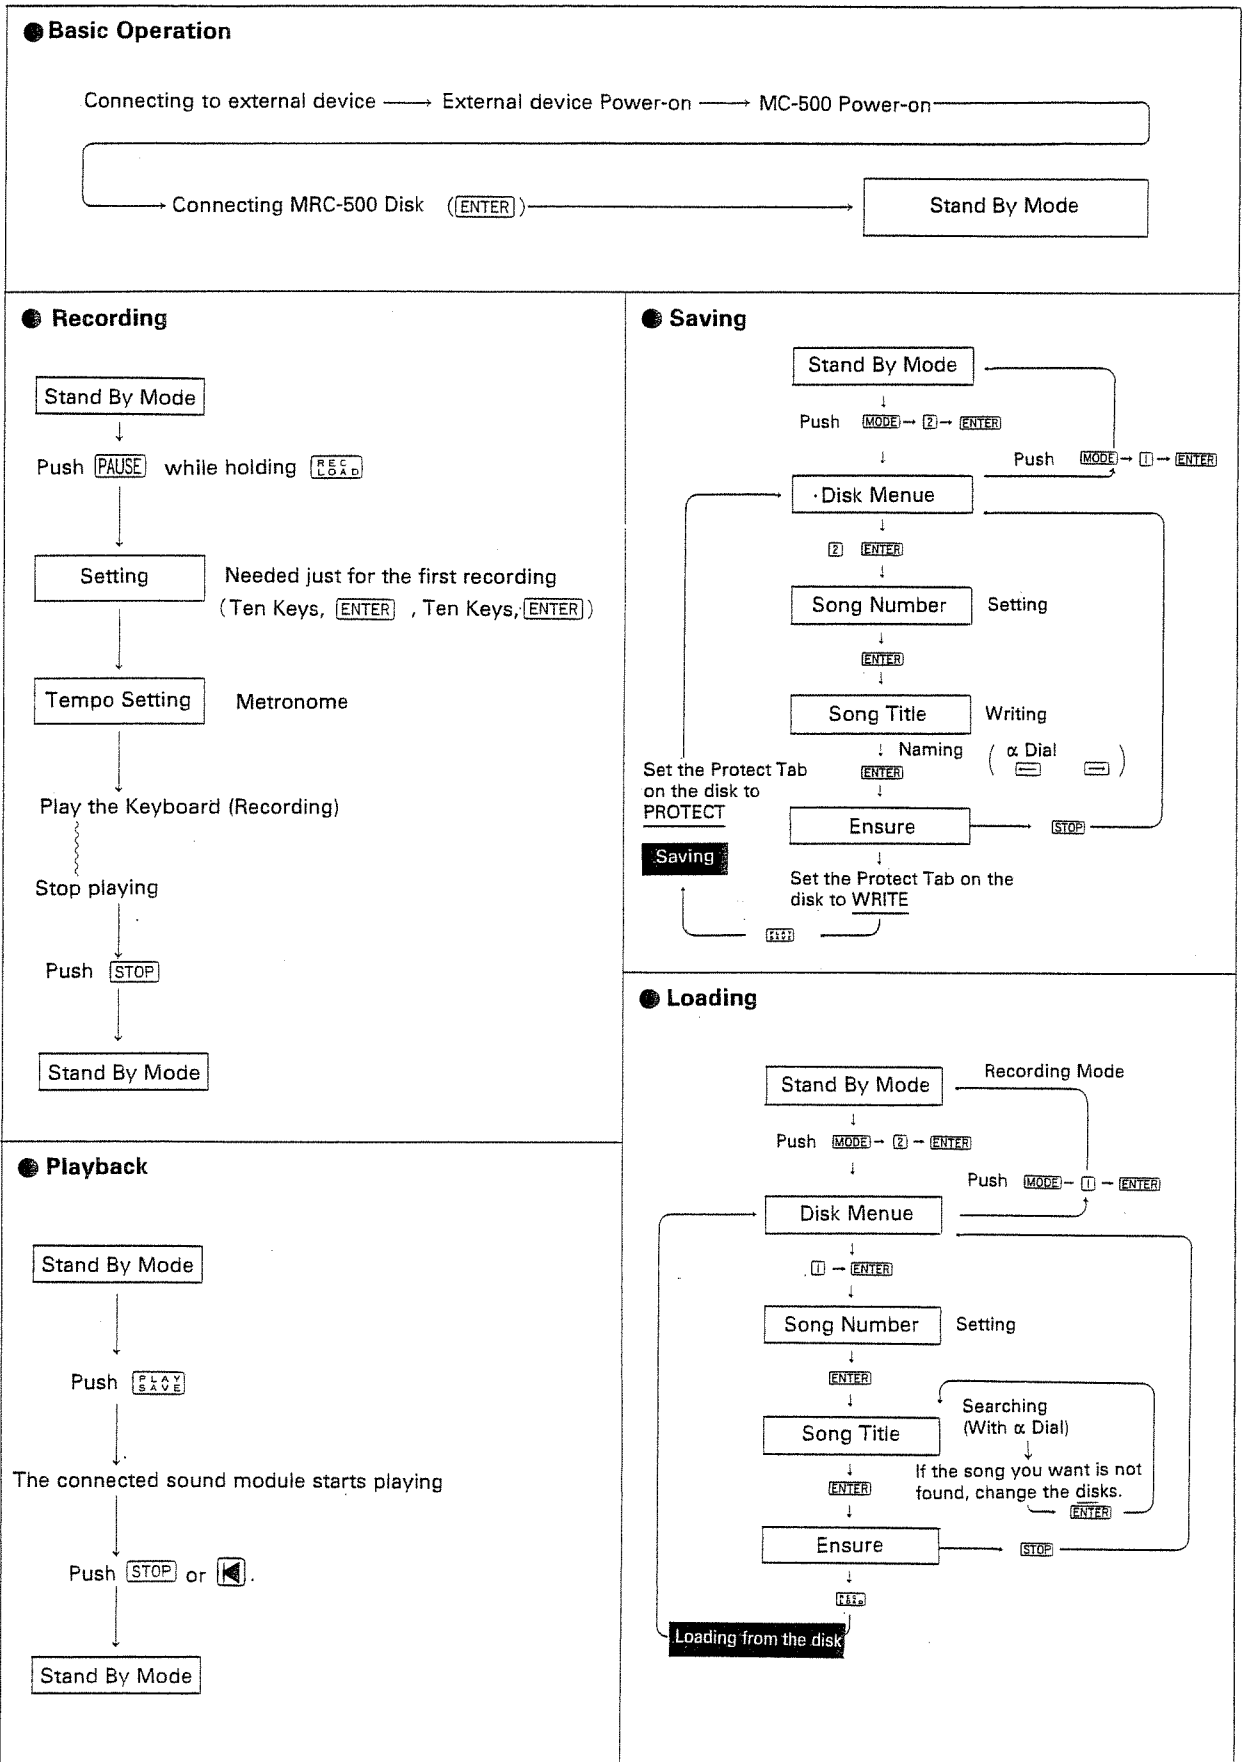 Basic Operation
Connecting to external device → External device Power-on → MC-500 Power-on
Connecting MRC-500 Disk (ENTER) → Stand By Mode
Recording
Stand By Mode
Push PAUSE while holding REC LOAD
Setting Needed just for the first recording
(Ten Keys, ENTER , Ten Keys, ENTER)
Tempo Setting Metronome
Play the Keyboard (Recording)
Stop playing
Push STOP
Stand By Mode
Playback
Stand By Mode
Push PLAY SAVE
The connected sound module starts playing
Push STOP or .
Stand By Mode
Saving
Stand By Mode
Push MODE → 2 → ENTER
Push MODE → 1 → ENTER
Disk Menue
2 ENTER
Song Number Setting
ENTER
Song Title Writing
Naming ( α Dial ← → )
ENTER
Set the Protect Tab
on the disk to
PROTECT
Ensure → STOP
Saving
Set the Protect Tab on the
disk to WRITE
PLAY SAVE
Loading
Stand By Mode Recording Mode
Push MODE → 2 → ENTER
Push MODE – 1 – ENTER
Disk Menue
1 → ENTER
Song Number Setting
ENTER
Searching
(With α Dial)
Song Title
If the song you want is not
found, change the disks.
ENTER
ENTER
Ensure → STOP
REC LOAD
Loading from the disk